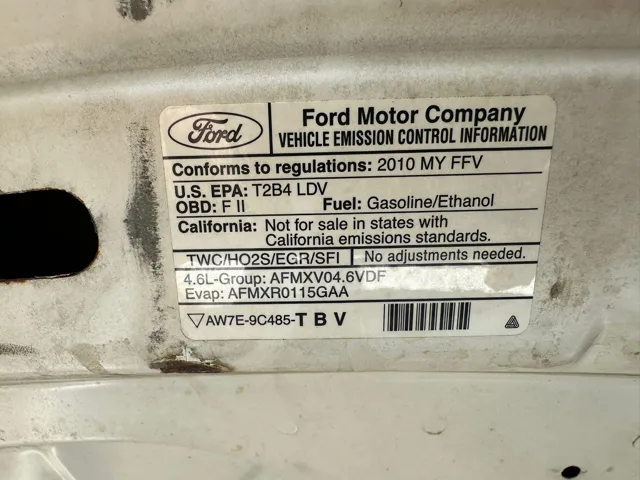 Ford
Ford Motor Company
VEHICLE EMISSION CONTROL INFORMATION
Conforms to regulations: 2010 MY FFV
U.S. EPA: T2B4 LDV
OBD: F II Fuel: Gasoline/Ethanol
California: Not for sale in states with
California emissions standards.
TWC/HO2S/EGR/SFI No adjustments needed.
4.6L-Group: AFMXV04.6VDF
Evap: AFMXR0115GAA
AW7E-9C485-T B V